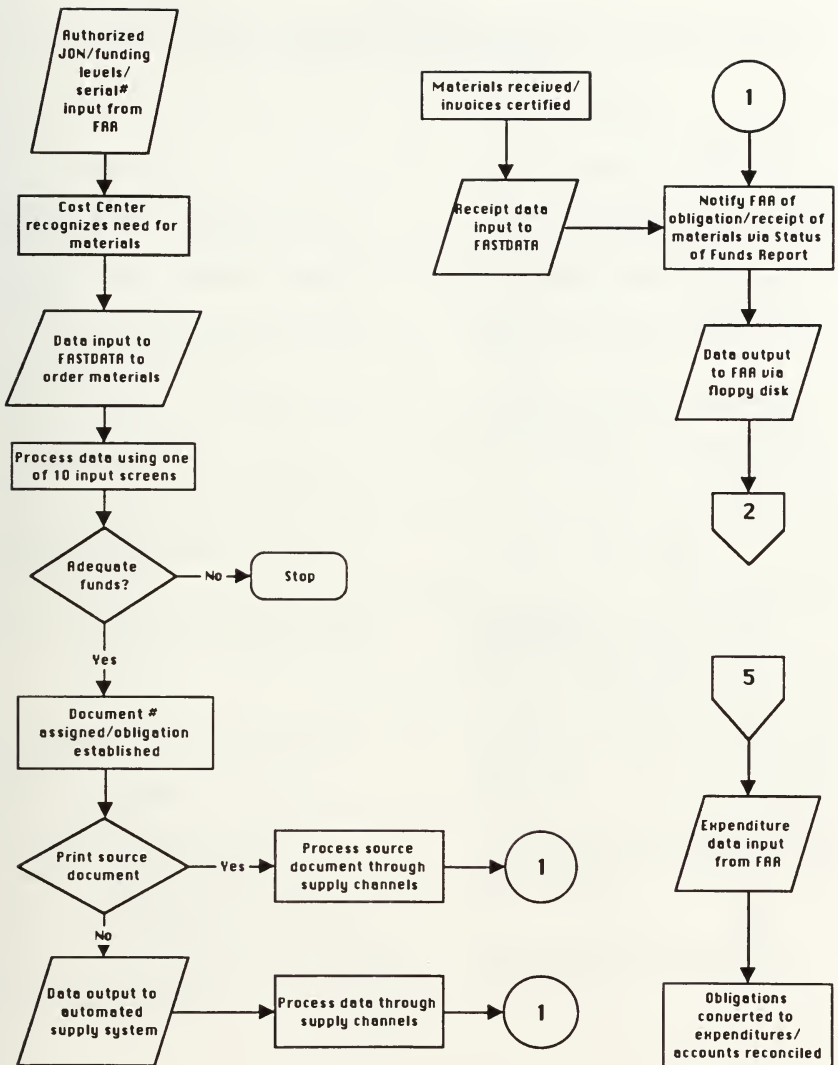 Authorized
JON/funding
levels/
serial#
input from
FAA
Cost Center
recognizes need for
materials
Data input to
FASTDATA to
order materials
Process data using one
of 10 input screens
Adequate
funds?
No
Stop
Yes
Document #
assigned/obligation
established
Print source
document
Yes
Process source
document through
supply channels
1
No
Data output to
automated
supply system
Process data through
supply channels
1
Materials received/
invoices certified
Receipt data
input to
FASTDATA
1
Notify FAA of
obligation/receipt of
materials via Status
of Funds Report
Data output
to FAA via
floppy disk
2
5
Expenditure
data input
from FAA
Obligations
converted to
expenditures/
accounts reconciled